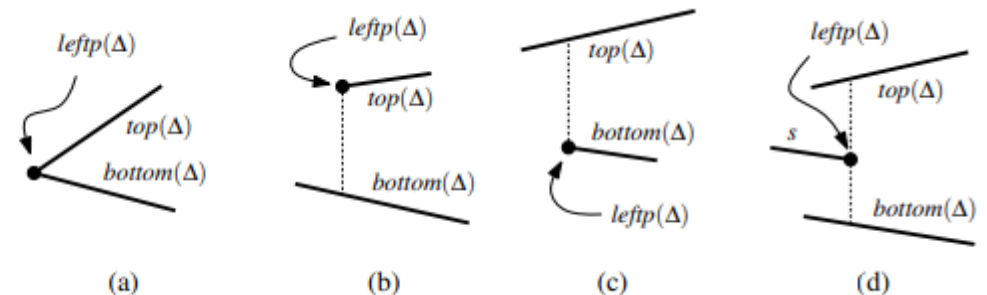 leftp(Δ)
top(Δ)
bottom(Δ)
(a)
leftp(Δ)
top(Δ)
bottom(Δ)
(b)
top(Δ)
bottom(Δ)
leftp(Δ)
(c)
leftp(Δ)
top(Δ)
s
bottom(Δ)
(d)